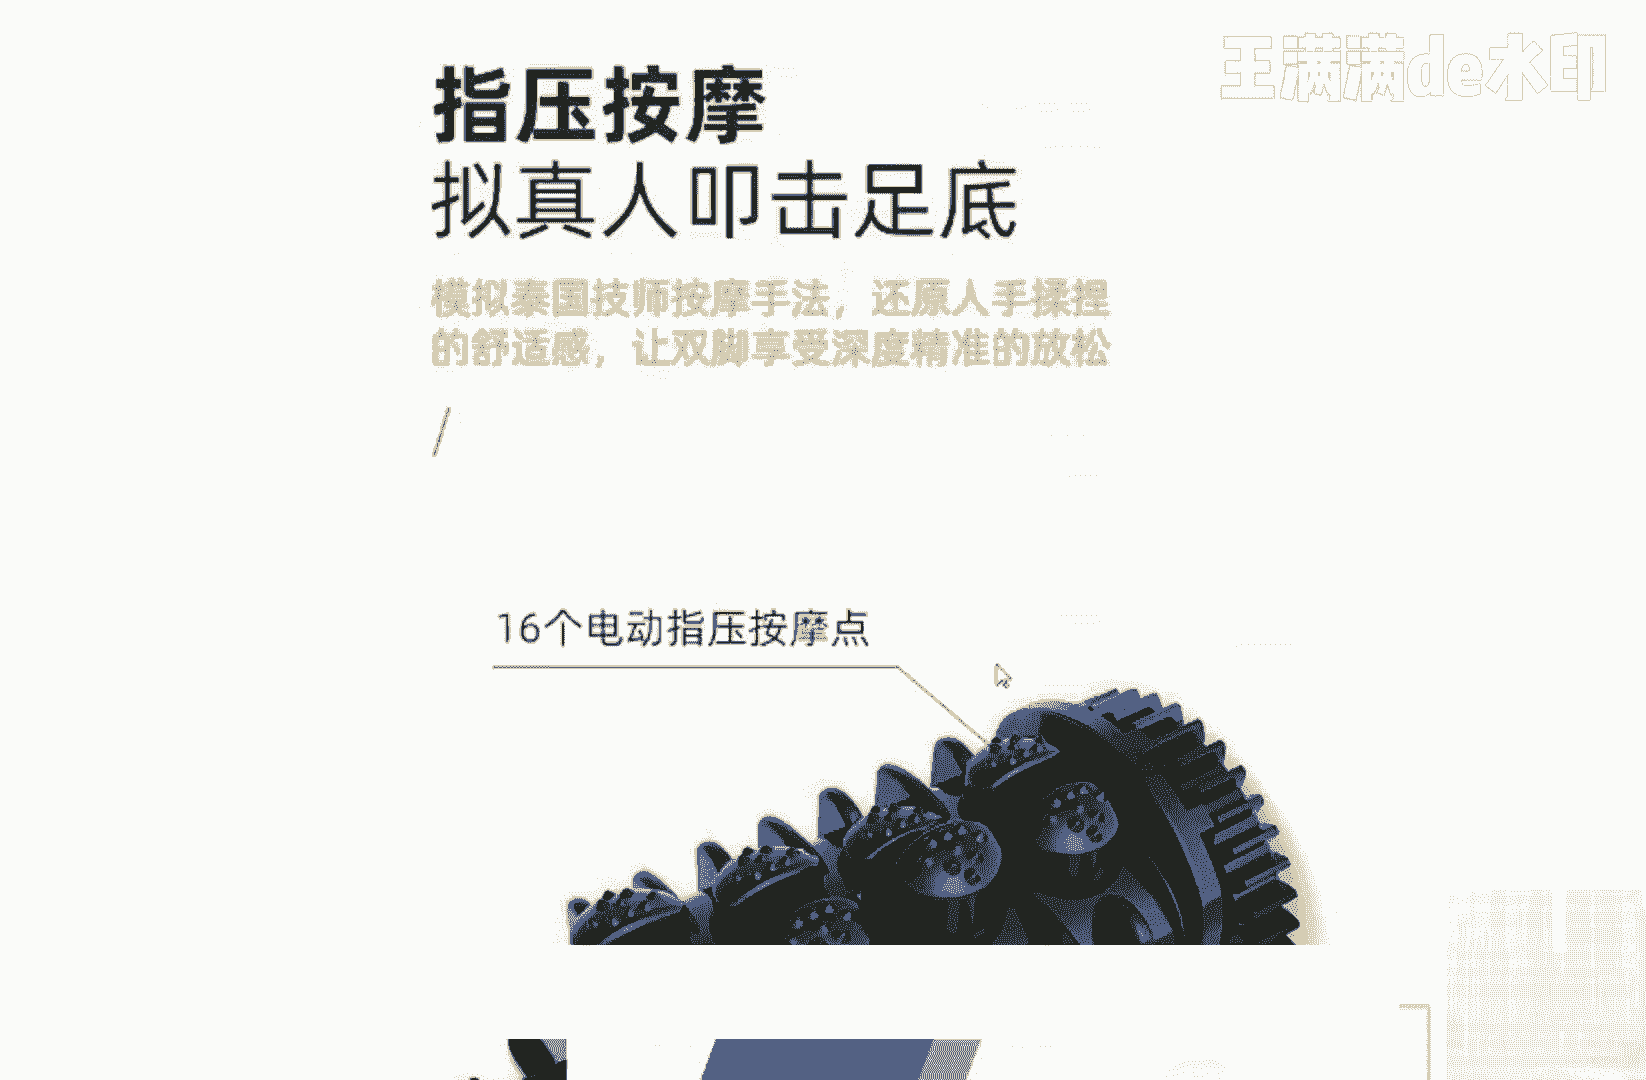 王满满de水印
指压按摩
拟真人叩击足底
模拟泰国技师按摩手法，还原人手揉捏
的舒适感，让双脚享受深度精准的放松
/
16个电动指压按摩点